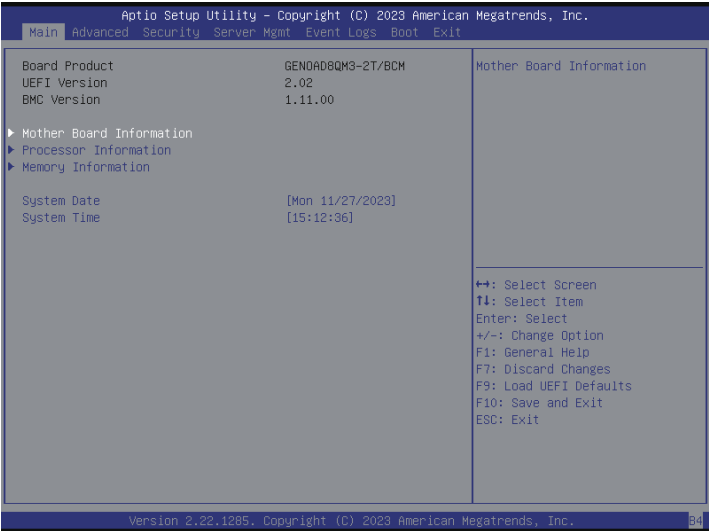 Aptio Setup Utility – Copyright (C) 2023 American Megatrends, Inc.
Main Advanced Security Server Mgmt Event Logs Boot Exit
Board Product GENOAD8QM3-2T/BCM
UEFI Version 2.02
BMC Version 1.11.00
Mother Board Information
Processor Information
Memory Information
System Date [Mon 11/27/2023]
System Time [15:12:36]
Mother Board Information
↔: Select Screen
↑↓: Select Item
Enter: Select
+/-: Change Option
F1: General Help
F7: Discard Changes
F9: Load UEFI Defaults
F10: Save and Exit
ESC: Exit
Version 2.22.1285. Copyright (C) 2023 American Megatrends, Inc.
B4